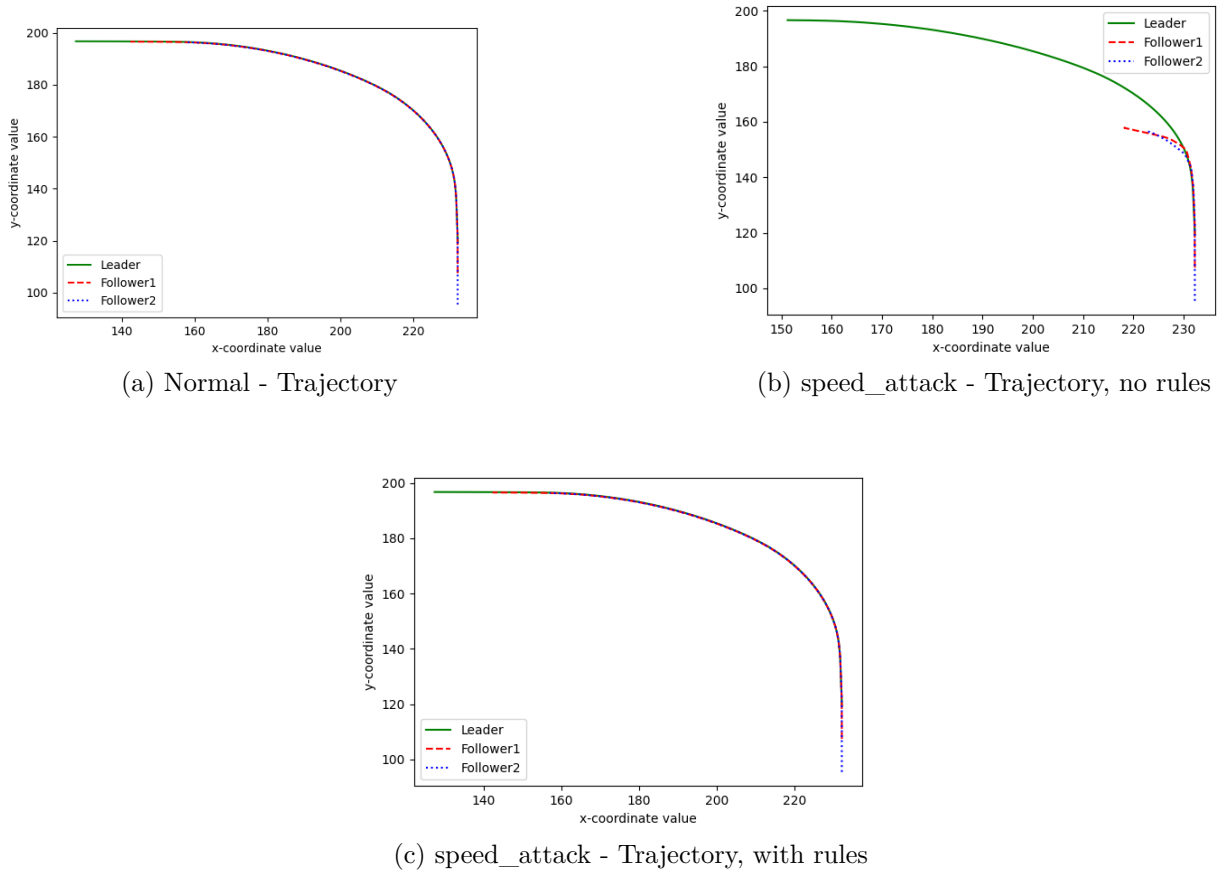 200
180
160
140
120
100
y-coordinate value
Leader
Follower1
Follower2
140 160 180 200 220
x-coordinate value
(a) Normal - Trajectory
200
180
160
140
120
100
y-coordinate value
Leader
Follower1
Follower2
150 160 170 180 190 200 210 220 230
x-coordinate value
(b) speed_attack - Trajectory, no rules
200
180
160
140
120
100
y-coordinate value
Leader
Follower1
Follower2
140 160 180 200 220
x-coordinate value
(c) speed_attack - Trajectory, with rules